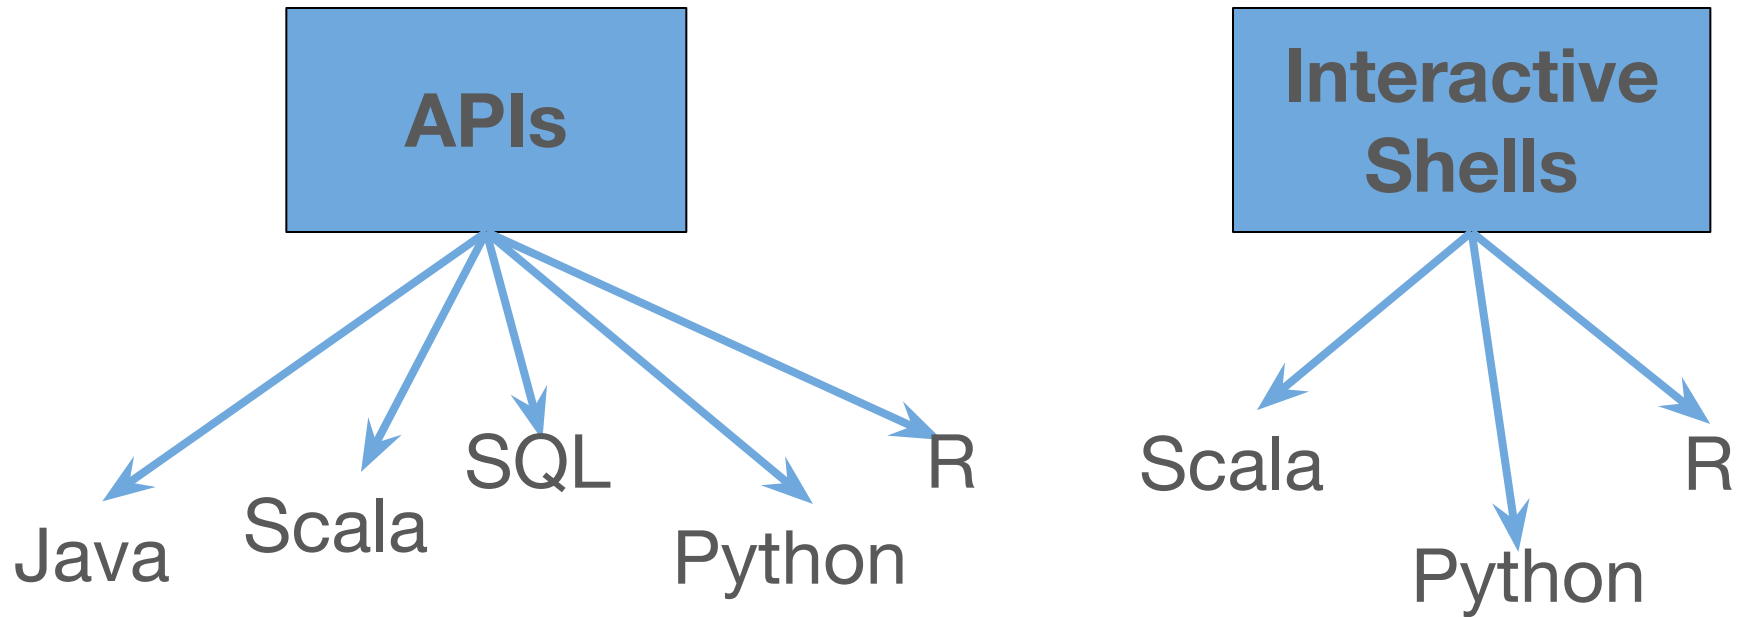 APIs
Java
Scala
SQL
Python
R
Interactive
Shells
Scala
Python
R